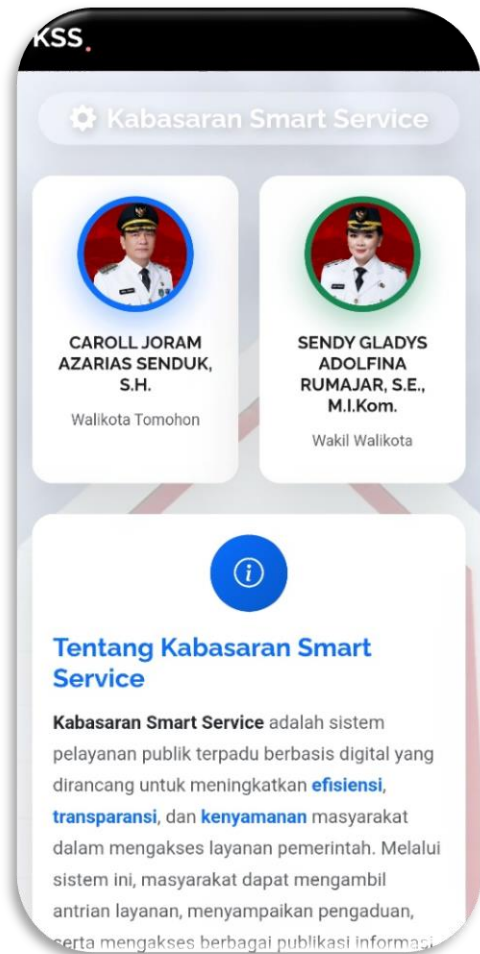 KSS.
Kabasaran Smart Service
CAROLL JORAM
AZARIAS SENDUK,
S.H.
Walikota Tomohon
SENDY GLADYS
ADOLFINA
RUMAJAR, S.E.,
M.I.Kom.
Wakil Walikota
Tentang Kabasaran Smart
Service
Kabasaran Smart Service adalah sistem
pelayanan publik terpadu berbasis digital yang
dirancang untuk meningkatkan efisiensi,
transparansi, dan kenyamanan masyarakat
dalam mengakses layanan pemerintah. Melalui
sistem ini, masyarakat dapat mengambil
antrian layanan, menyampaikan pengaduan,
serta mengakses berbagai publikasi informasi